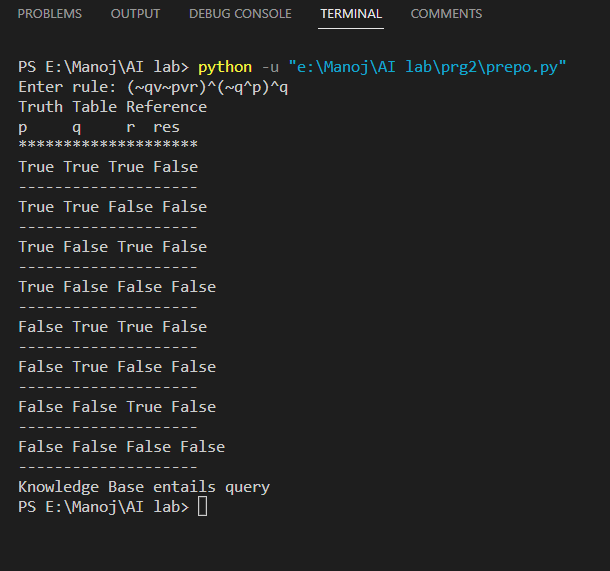 PROBLEMS OUTPUT DEBUG CONSOLE TERMINAL COMMENTS
PS E:\Manoj\AI lab> python -u "e:\Manoj\AI lab\prg2\prepo.py"
Enter rule: (~qv~pvr)^(~q^p)^q
Truth Table Reference
p     q     r  res
********************
True True True False
--------------------
True True False False
--------------------
True False True False
--------------------
True False False False
--------------------
False True True False
--------------------
False True False False
--------------------
False False True False
--------------------
False False False False
--------------------
Knowledge Base entails query
PS E:\Manoj\AI lab>